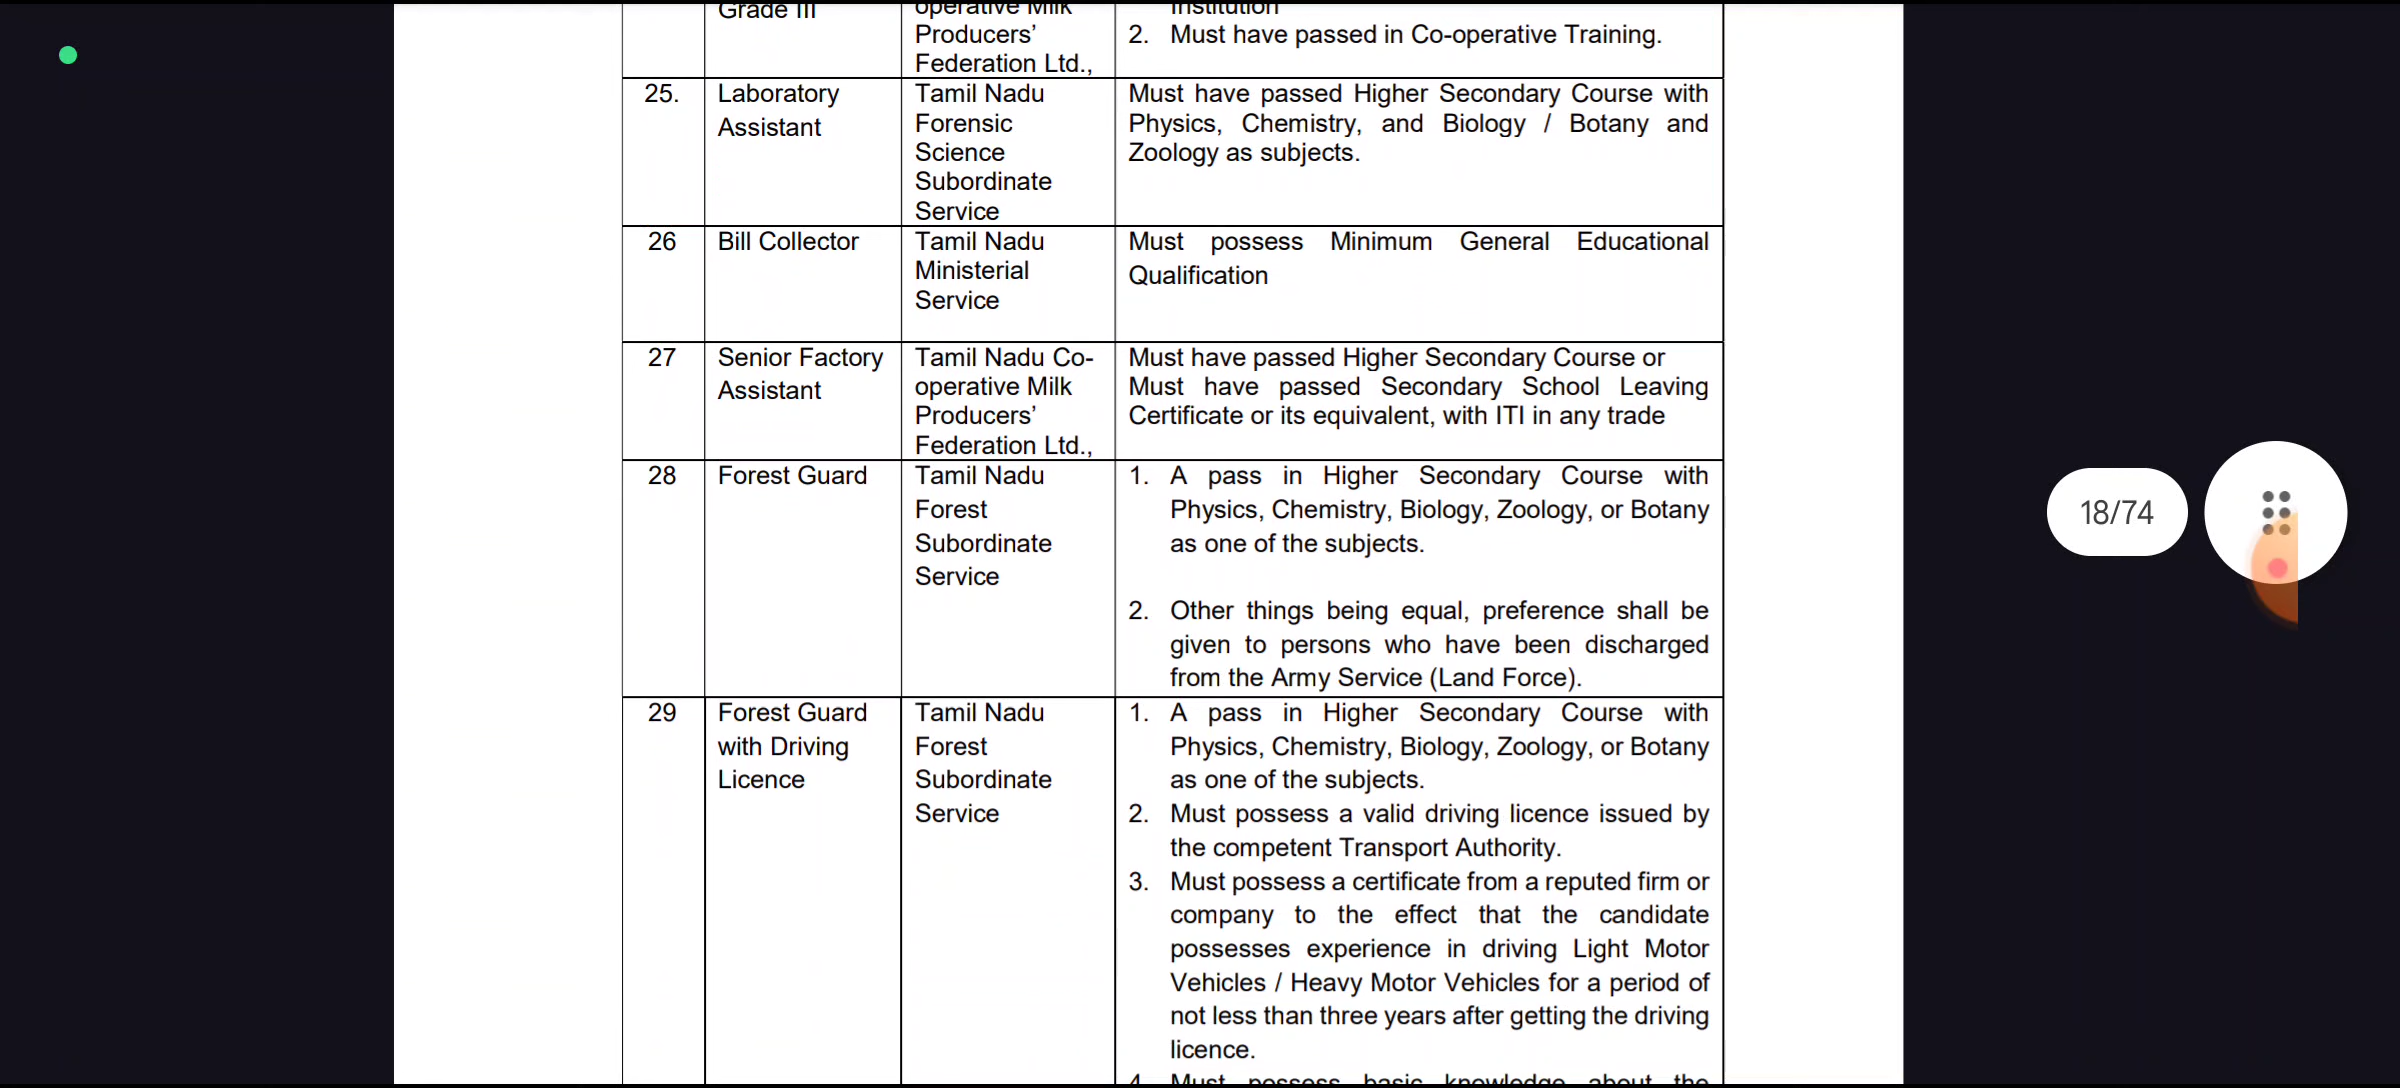 Grade III
operative Milk
Producers’
Federation Ltd.,
Institution
2. Must have passed in Co-operative Training.
25.
Laboratory
Assistant
Tamil Nadu
Forensic
Science
Subordinate
Service
Must have passed Higher Secondary Course with
Physics, Chemistry, and Biology / Botany and
Zoology as subjects.
26
Bill Collector
Tamil Nadu
Ministerial
Service
Must possess Minimum General Educational
Qualification
27
Senior Factory
Assistant
Tamil Nadu Co-
operative Milk
Producers’
Federation Ltd.,
Must have passed Higher Secondary Course or
Must have passed Secondary School Leaving
Certificate or its equivalent, with ITI in any trade
28
Forest Guard
Tamil Nadu
Forest
Subordinate
Service
1. A pass in Higher Secondary Course with
Physics, Chemistry, Biology, Zoology, or Botany
as one of the subjects.
2. Other things being equal, preference shall be
given to persons who have been discharged
from the Army Service (Land Force).
29
Forest Guard
with Driving
Licence
Tamil Nadu
Forest
Subordinate
Service
1. A pass in Higher Secondary Course with
Physics, Chemistry, Biology, Zoology, or Botany
as one of the subjects.
2. Must possess a valid driving licence issued by
the competent Transport Authority.
3. Must possess a certificate from a reputed firm or
company to the effect that the candidate
possesses experience in driving Light Motor
Vehicles / Heavy Motor Vehicles for a period of
not less than three years after getting the driving
licence.
4. Must possess basic knowledge about the
18/74